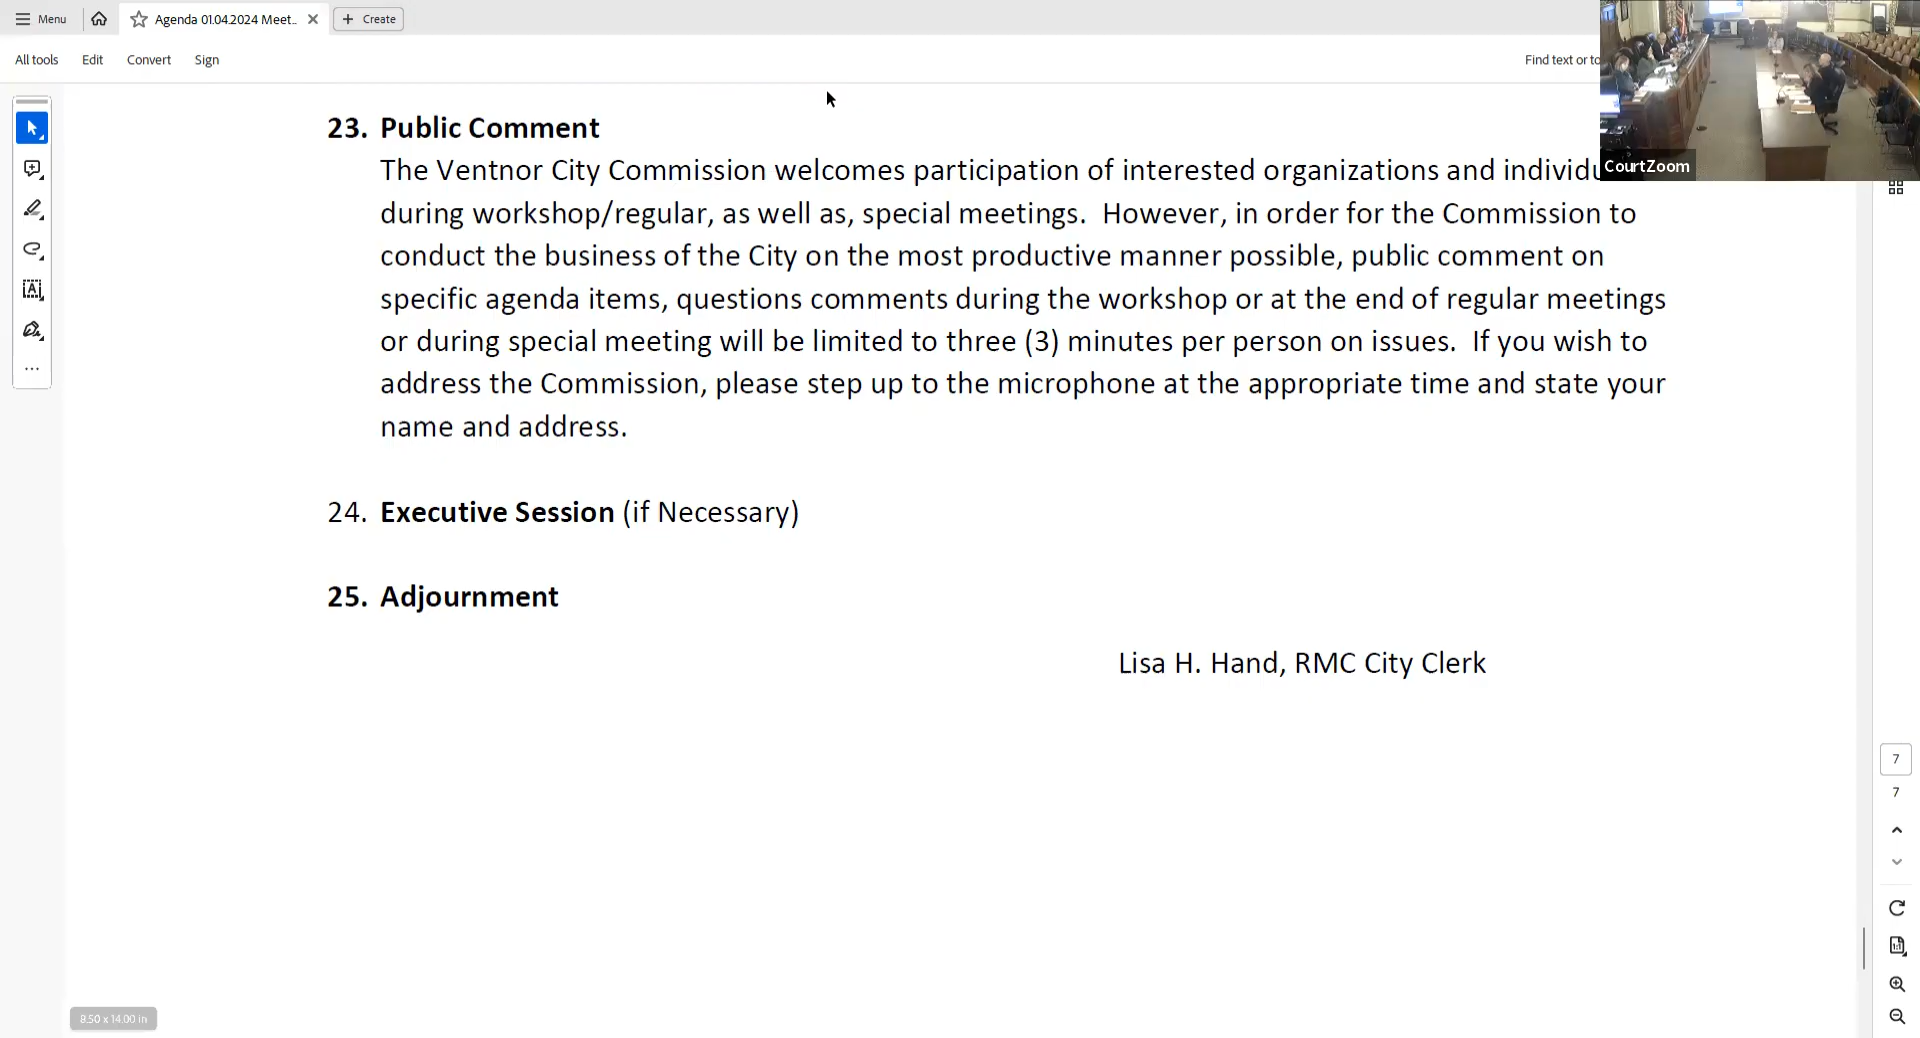 Menu
Agenda 01.04.2024 Meet..
Create
All tools
Edit
Convert
Sign
Find text or to
CourtZoom
23. Public Comment
The Ventnor City Commission welcomes participation of interested organizations and individu
during workshop/regular, as well as, special meetings.  However, in order for the Commission to
conduct the business of the City on the most productive manner possible, public comment on
specific agenda items, questions comments during the workshop or at the end of regular meetings
or during special meeting will be limited to three (3) minutes per person on issues.  If you wish to
address the Commission, please step up to the microphone at the appropriate time and state your
name and address.
24. Executive Session (if Necessary)
25. Adjournment
Lisa H. Hand, RMC City Clerk
7
7
8.50 x 14.00 in